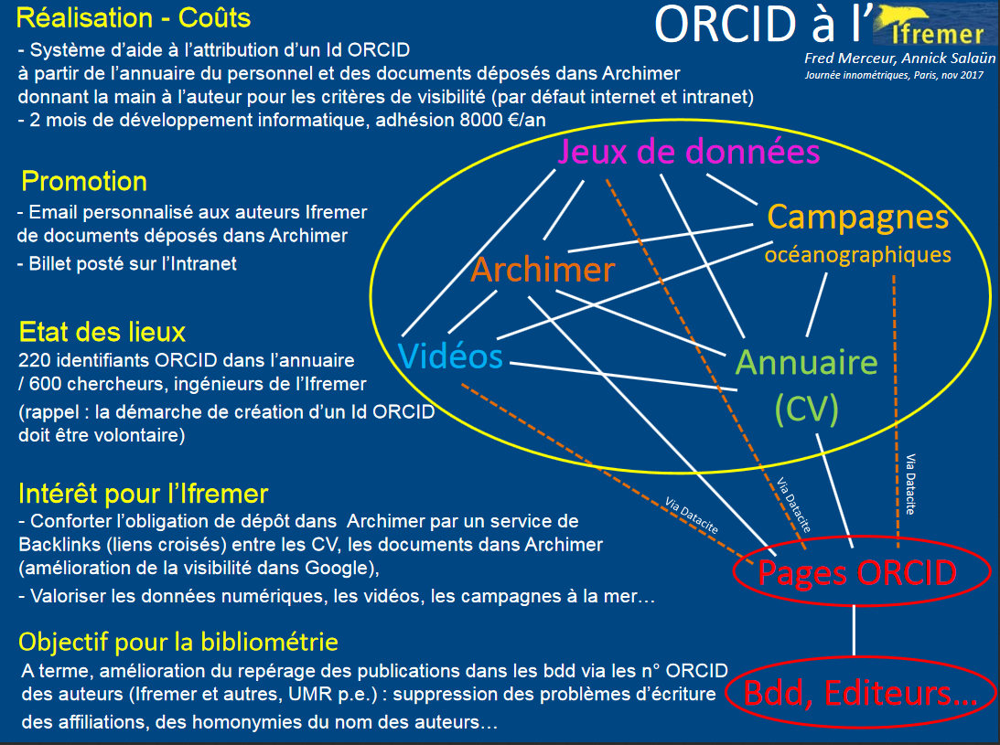 Réalisation - Coûts
- Système d'aide à l'attribution d'un Id ORCID
à partir de l'annuaire du personnel et des documents déposés dans Archimer
donnant la main à l'auteur pour les critères de visibilité (par défaut internet et intranet)
- 2 mois de développement informatique, adhésion 8000 €/an
ORCID à l'Ifremer
Fred Merceur, Annick Salaün
Journée innométriques, Paris, nov 2017
Promotion
- Email personnalisé aux auteurs Ifremer
de documents déposés dans Archimer
- Billet posté sur l'Intranet
Etat des lieux
220 identifiants ORCID dans l'annuaire
/ 600 chercheurs, ingénieurs de l'Ifremer
(rappel : la démarche de création d'un Id ORCID
doit être volontaire)
Intérêt pour l'Ifremer
- Conforter l'obligation de dépôt dans Archimer par un service de
Backlinks (liens croisés) entre les CV, les documents dans Archimer
(amélioration de la visibilité dans Google),
- Valoriser les données numériques, les vidéos, les campagnes à la mer…
Objectif pour la bibliométrie
A terme, amélioration du repérage des publications dans les bdd via les n° ORCID
des auteurs (Ifremer et autres, UMR p.e.) : suppression des problèmes d'écriture
des affiliations, des homonymies du nom des auteurs…
Jeux de données
Campagnes
océanographiques
Archimer
Vidéos
Annuaire
(CV)
Via Datacite
Via Datacite
Via Datacite
Pages ORCID
Bdd, Editeurs…